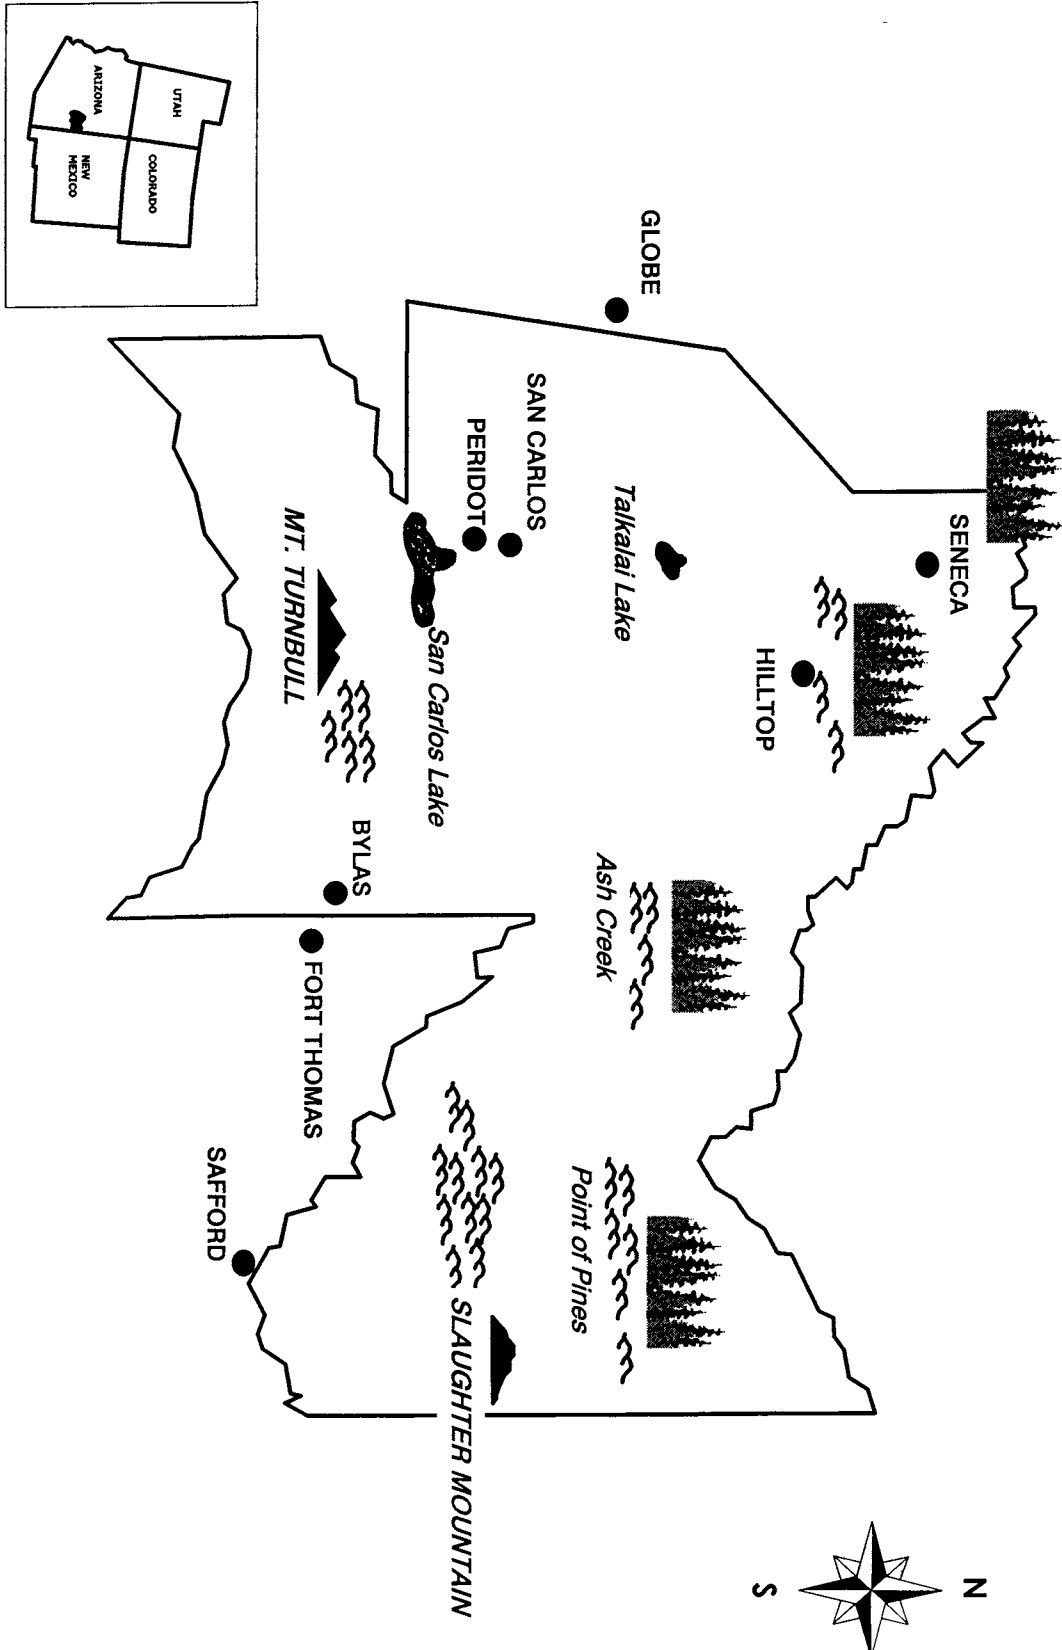 N
S
SENECA
HILLTOP
GLOBE
Talkalai Lake
Ash Creek
Point of Pines
SAN CARLOS
PERIDOT
San Carlos Lake
SLAUGHTER MOUNTAIN
MT. TURNBULL
BYLAS
FORT THOMAS
SAFFORD
UTAH
COLORADO
ARIZONA
NEW
MEXICO